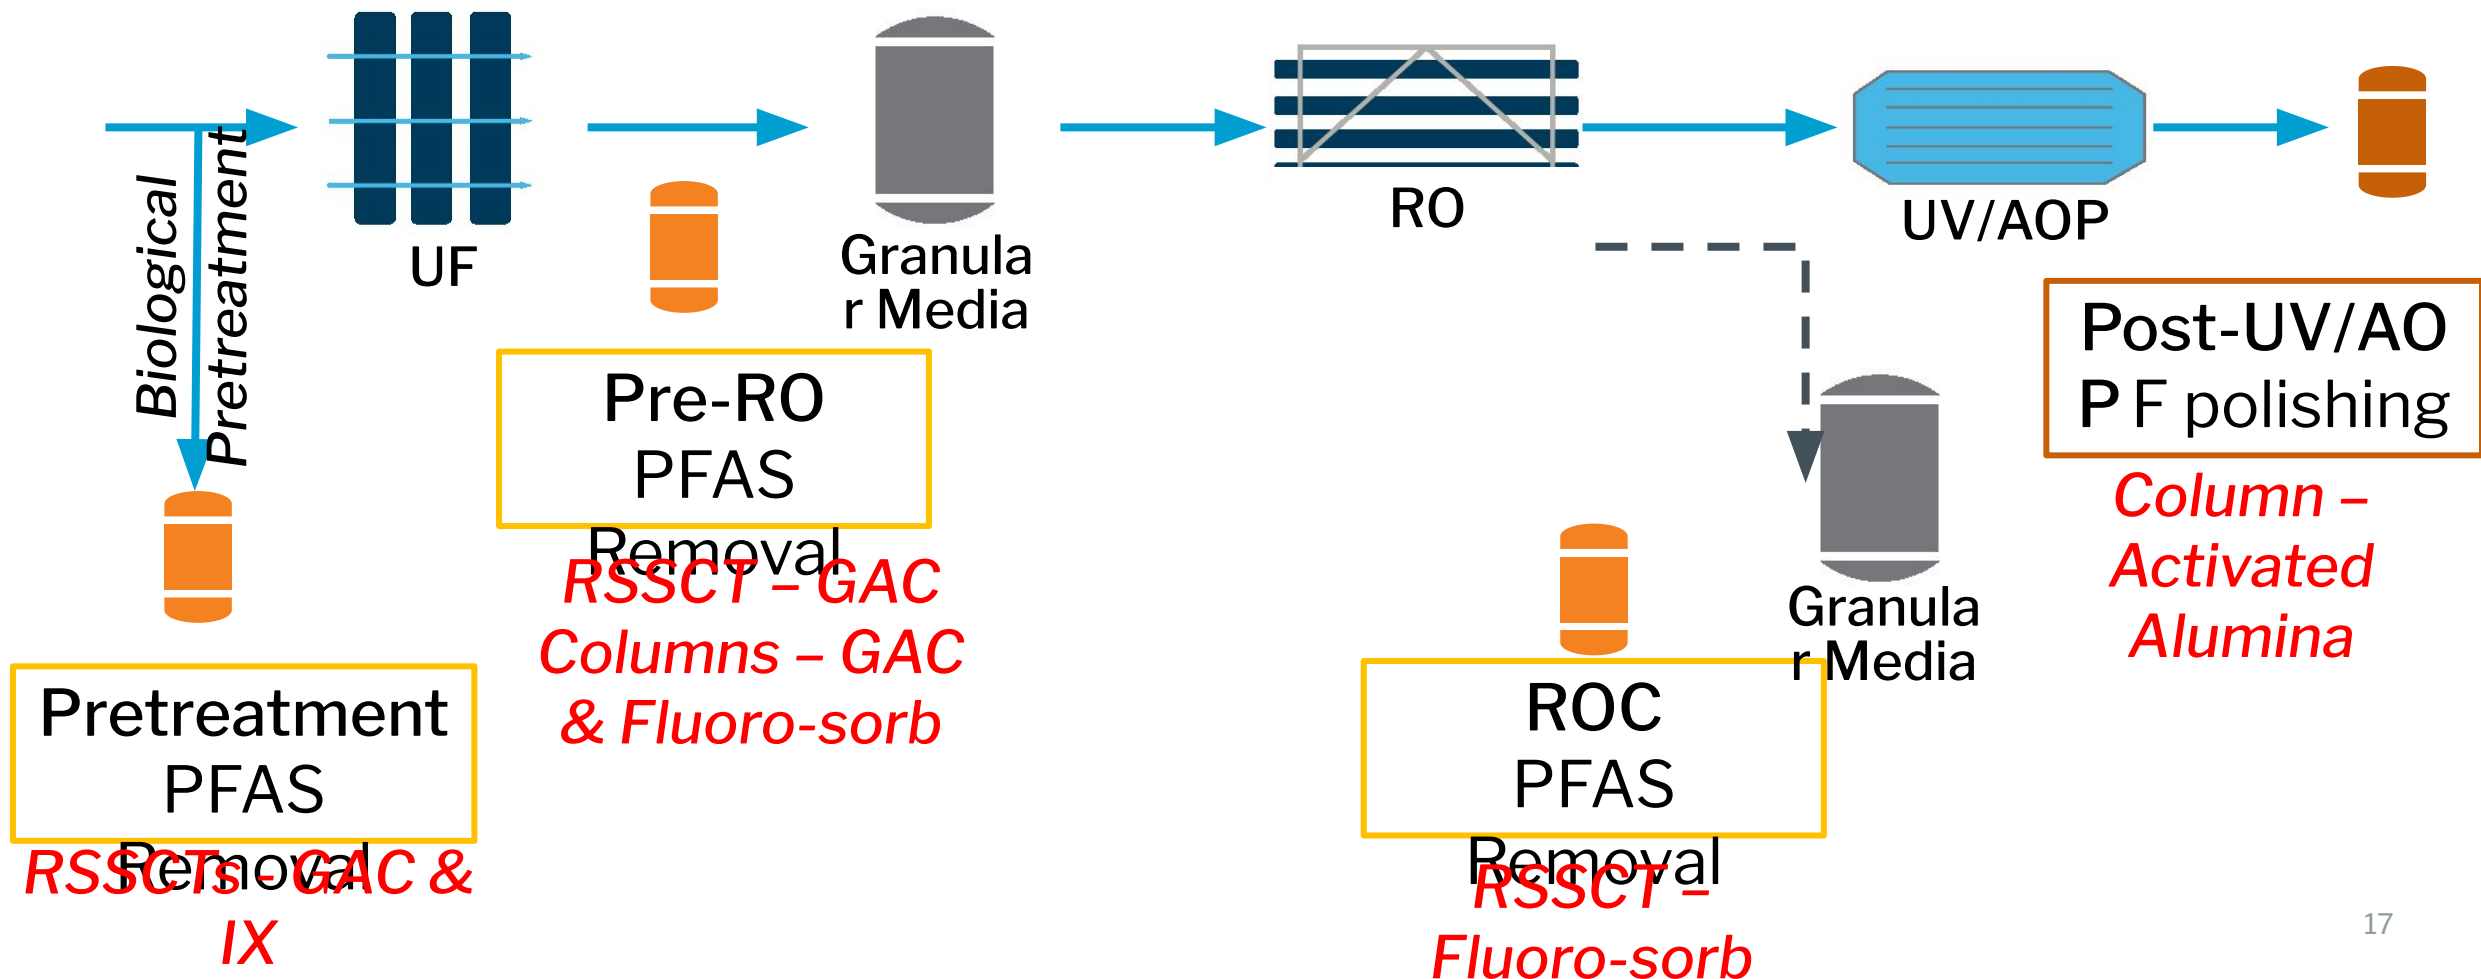 Biological
Pretreatment
UF
Granula
r Media
RO
UV/AOP
Pre-RO
PFAS
Removal
RSSCT – GAC
Columns – GAC
& Fluoro-sorb
Pretreatment
PFAS
Removal
RSSCTs - GAC &
IX
Granula
r Media
ROC
PFAS
Removal
RSSCT –
Fluoro-sorb
Post-UV/AO
P F polishing
Column –
Activated
Alumina
17